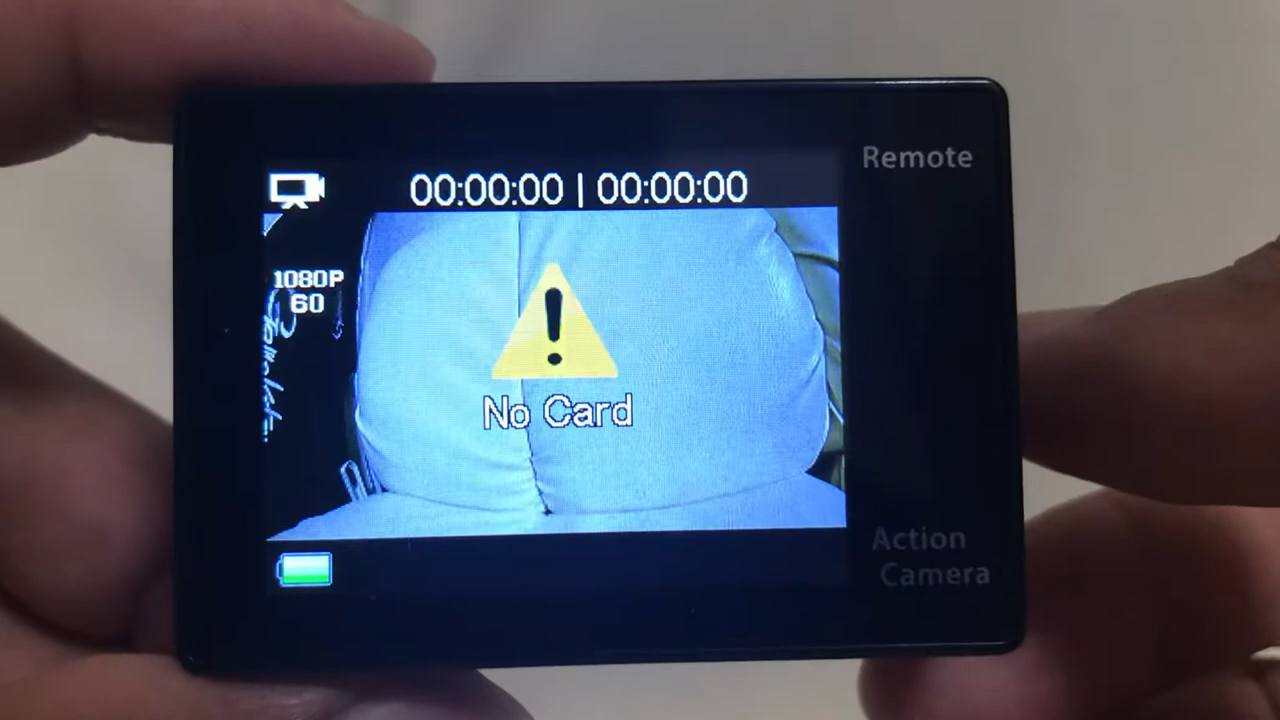 00:00:00 | 00:00:00
Remote
1080P
60
No Card
Action
Camera